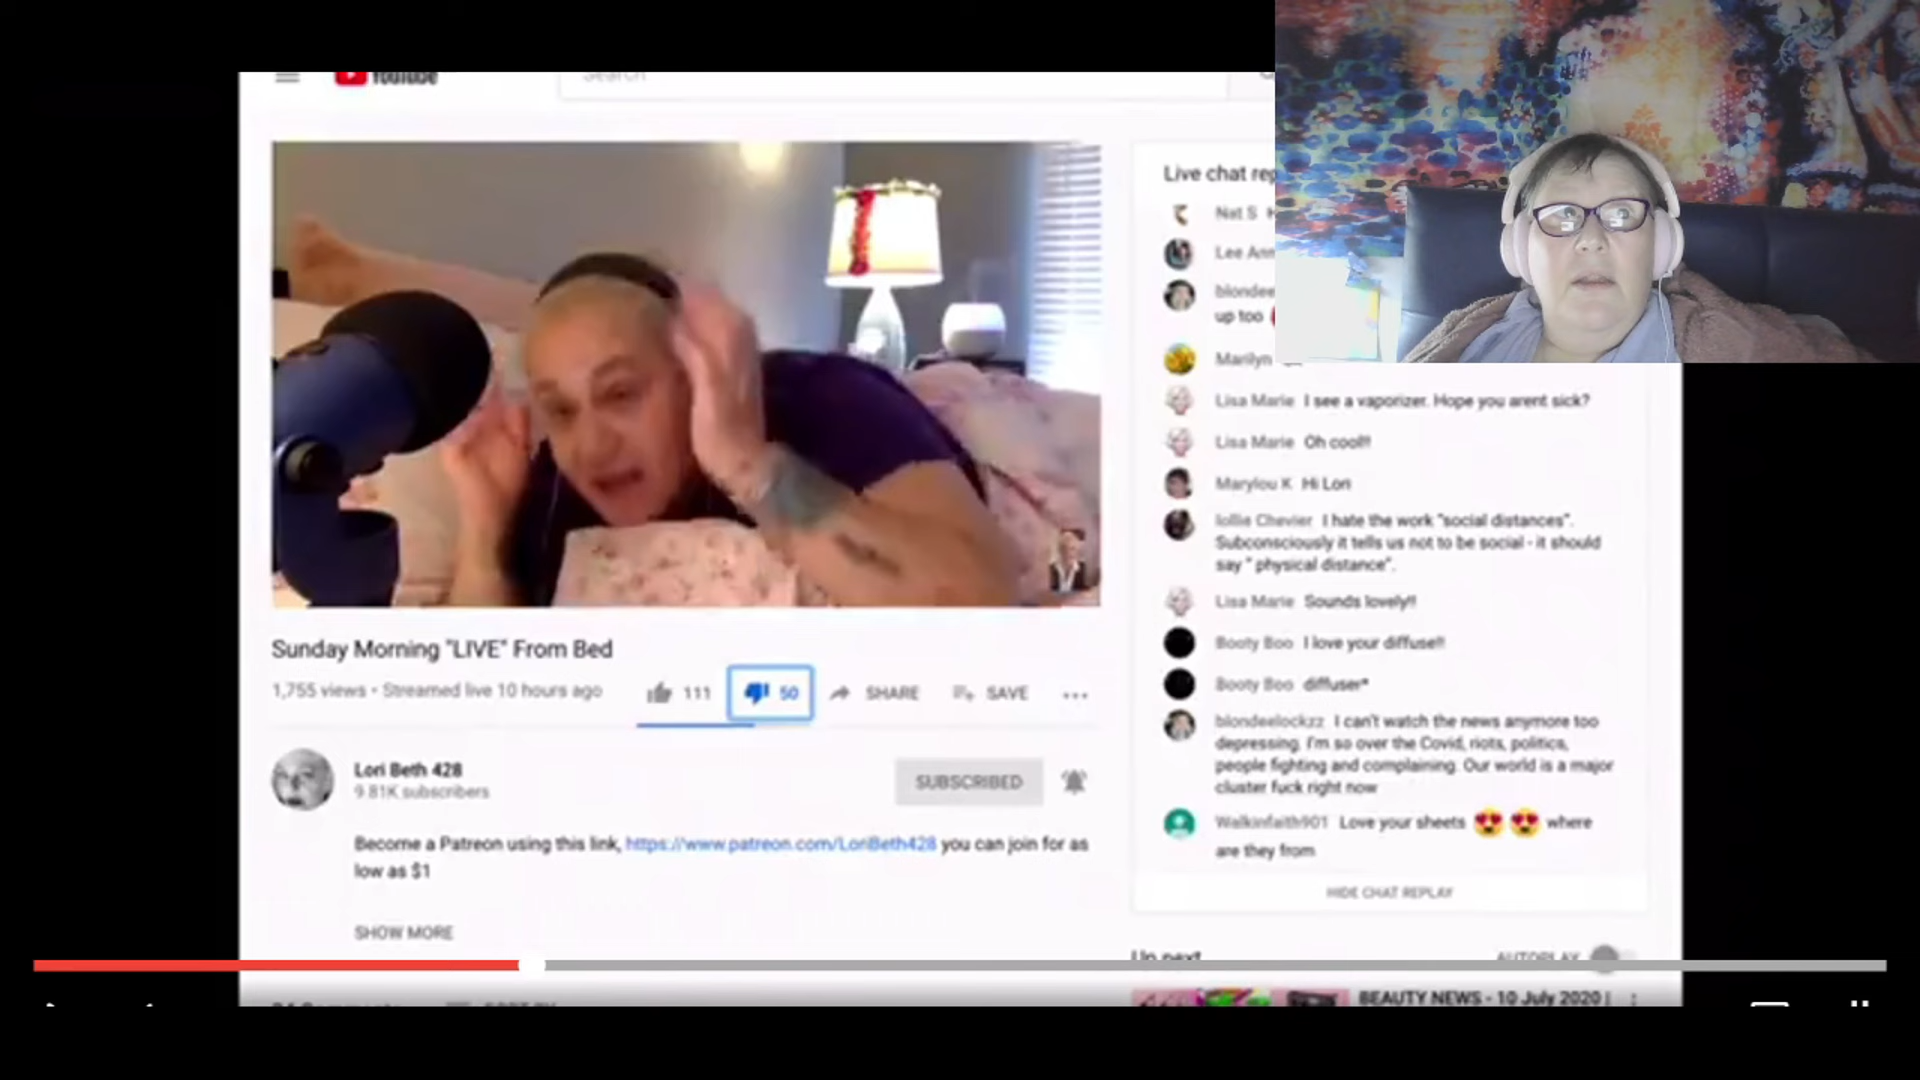 YouTube
Search
Live chat rep
Nat S
Lee Ann
blondee
up too
Marilyn
Lisa Marie I see a vaporizer. Hope you arent sick?
Lisa Marie Oh cool!!
Marylou K Hi Lori
lollie Chevier I hate the work "social distances".
Subconsciously it tells us not to be social - it should
say " physical distance".
Lisa Marie Sounds lovely!!
Booty Boo I love your diffuse!!
Booty Boo diffuser*
blondeelockzz I can't watch the news anymore too
depressing. I'm so over the Covid, riots, politics,
people fighting and complaining. Our world is a major
cluster fuck right now
Walkinfaith901 Love your sheets 😍 😍 where
are they from
HIDE CHAT REPLAY
Sunday Morning "LIVE" From Bed
1,755 views • Streamed live 10 hours ago
111
50
SHARE
SAVE
Lori Beth 428
9.81K subscribers
SUBSCRIBED
Become a Patreon using this link, https://www.patreon.com/LoriBeth428 you can join for as
low as $1
SHOW MORE
Up next
AUTOPLAY
BEAUTY NEWS - 10 July 2020 |